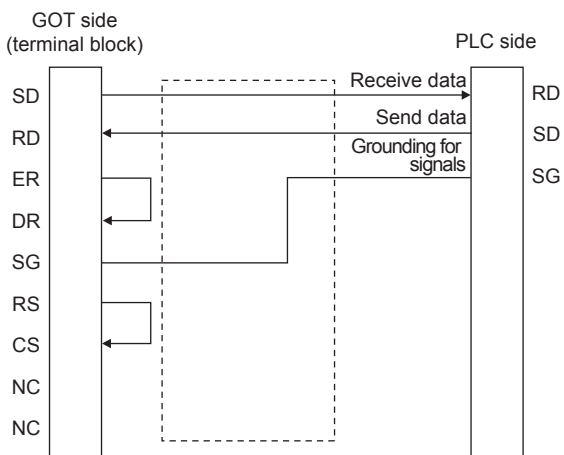 GOT side
(terminal block)
PLC side
SD
RD
ER
DR
SG
RS
CS
NC
NC
Receive data
Send data
Grounding for
signals
RD
SD
SG